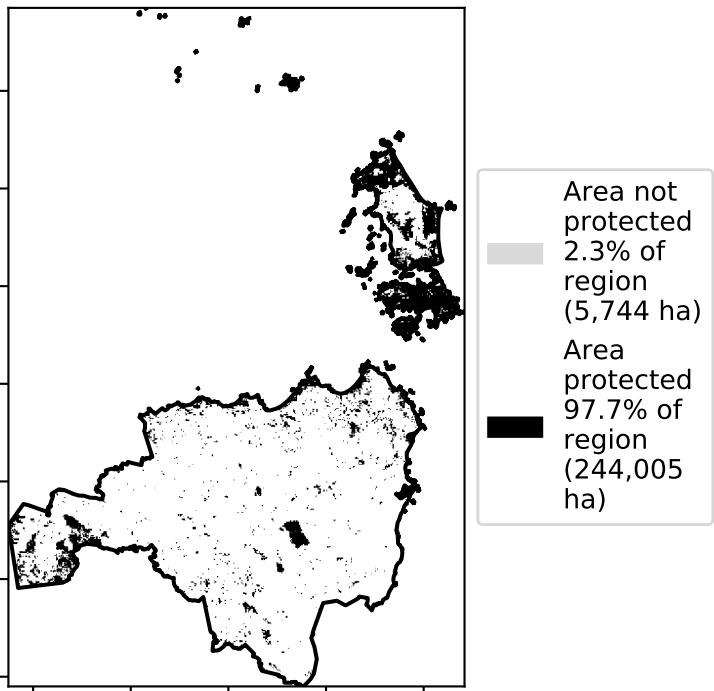 Area not
protected
2.3% of
region
(5,744 ha)
Area
protected
97.7% of
region
(244,005
ha)